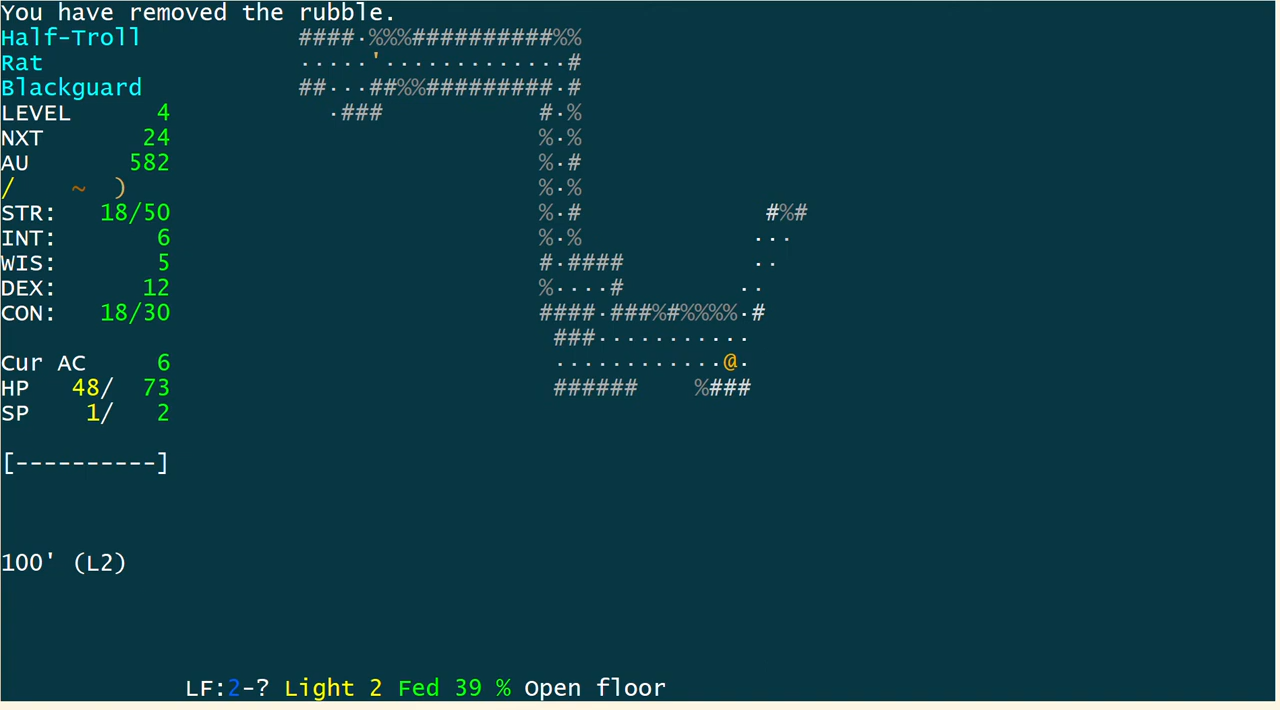 You have removed the rubble.
Half-Troll           ####.%%%##########%%
Rat                  .....'.............#
Blackguard           ##...##%%#########.#
LEVEL      4           .###           #.%
NXT       24                          %.%
AU       582                          %.#
/    ~  )                             %.%
STR:   18/50                          %.#             #%#
INT:       6                          %.%            ...
WIS:       5                          #.####         ..
DEX:      12                          %....#        ..
CON:   18/30                          ####.###%#%%%%.#
                                       ###...........
Cur AC     6                           ...........@.
HP   48/  73                           ######    %###
SP    1/   2
[----------]
100' (L2)
LF:2-? Light 2 Fed 39 % Open floor